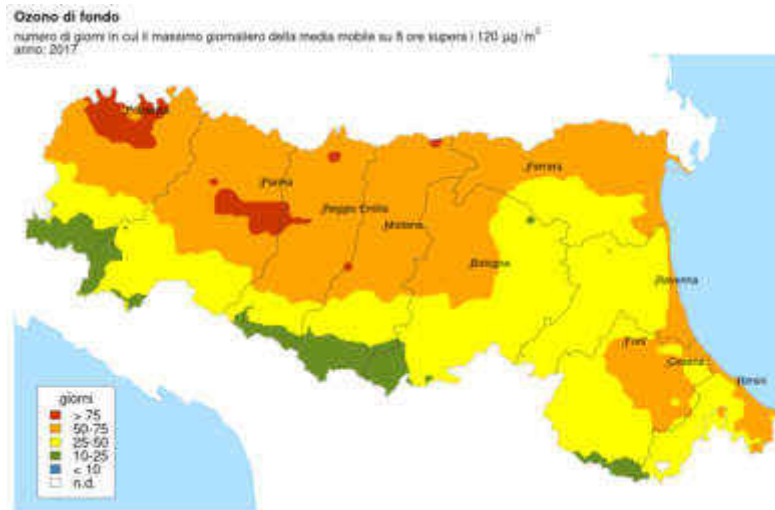 Ozono di fondo
numero di giorni in cui il massimo giornaliero della media mobile su 8 ore supera i 120 µg/m³
anno: 2017
Piacenza
Parma
Ferrara
Reggio Emilia
Modena
Bologna
Ravenna
Forlì
Cesena
Rimini
giorni
> 75
50-75
25-50
10-25
< 10
n.d.